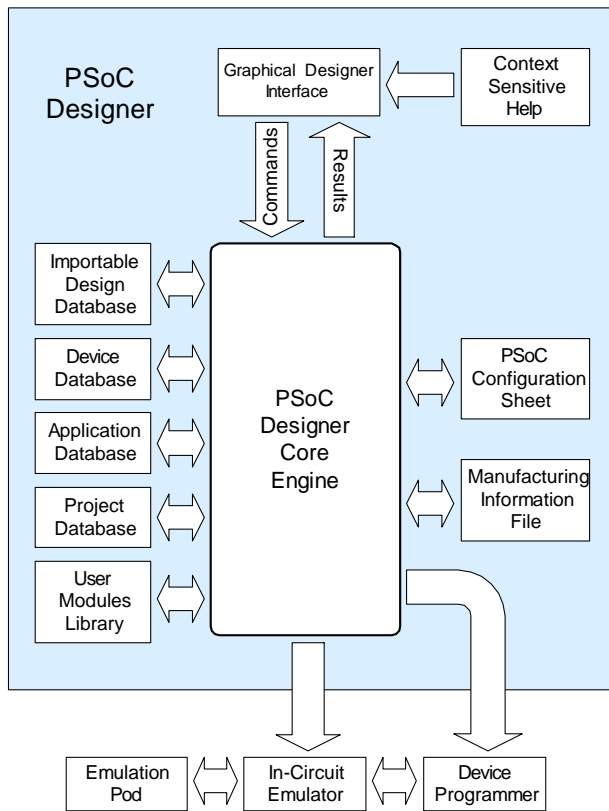 PSoC
Designer
Graphical Designer
Interface
Context
Sensitive
Help
Commands
Results
Importable
Design
Database
Device
Database
Application
Database
Project
Database
User
Modules
Library
PSoC
Designer
Core
Engine
PSoC
Configuration
Sheet
Manufacturing
Information
File
Emulation
Pod
In-Circuit
Emulator
Device
Programmer